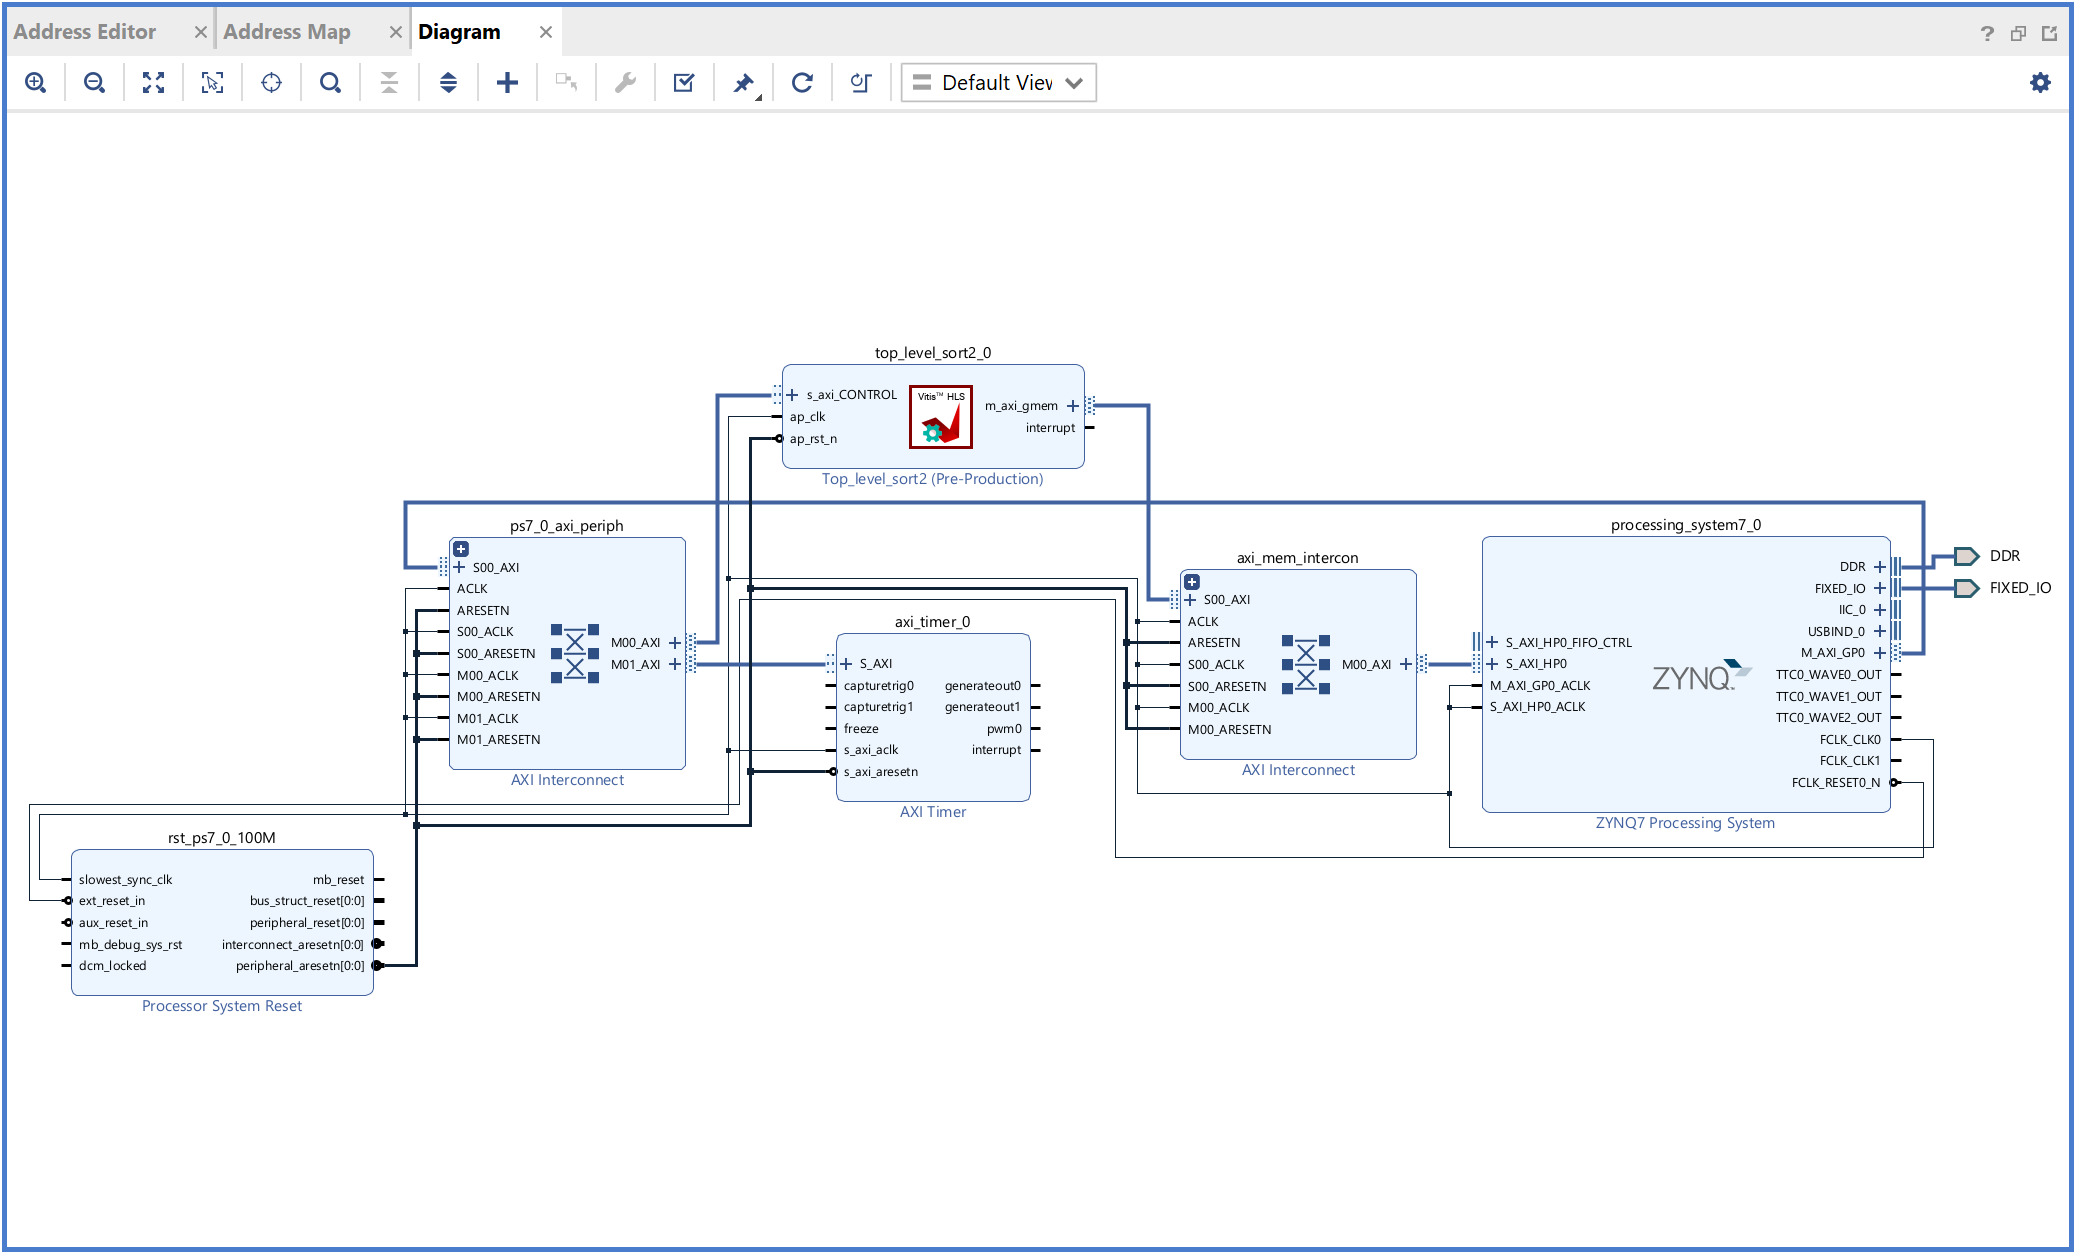 Address Editor
Address Map
Diagram
Default Viev
top_level_sort2_0
s_axi_CONTROL
ap_clk
ap_rst_n
Vitis™ HLS
m_axi_gmem
interrupt
Top_level_sort2 (Pre-Production)
ps7_0_axi_periph
S00_AXI
ACLK
ARESETN
S00_ACLK
S00_ARESETN
M00_ACLK
M00_ARESETN
M01_ACLK
M01_ARESETN
M00_AXI
M01_AXI
AXI Interconnect
axi_timer_0
S_AXI
capturetrig0
capturetrig1
freeze
s_axi_aclk
s_axi_aresetn
generateout0
generateout1
pwm0
interrupt
AXI Timer
axi_mem_intercon
S00_AXI
ACLK
ARESETN
S00_ACLK
S00_ARESETN
M00_ACLK
M00_ARESETN
M00_AXI
AXI Interconnect
processing_system7_0
S_AXI_HP0_FIFO_CTRL
S_AXI_HP0
M_AXI_GP0_ACLK
S_AXI_HP0_ACLK
ZYNQ™
DDR
FIXED_IO
IIC_0
USBIND_0
M_AXI_GP0
TTC0_WAVE0_OUT
TTC0_WAVE1_OUT
TTC0_WAVE2_OUT
FCLK_CLK0
FCLK_CLK1
FCLK_RESET0_N
ZYNQ7 Processing System
DDR
FIXED_IO
rst_ps7_0_100M
slowest_sync_clk
ext_reset_in
aux_reset_in
mb_debug_sys_rst
dcm_locked
mb_reset
bus_struct_reset[0:0]
peripheral_reset[0:0]
interconnect_aresetn[0:0]
peripheral_aresetn[0:0]
Processor System Reset